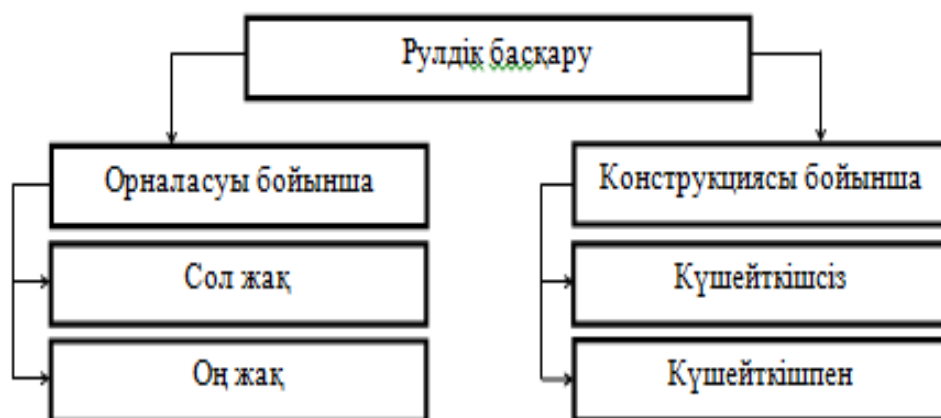 Рулдік басқару
Орналасуы бойынша
Конструкциясы бойынша
Сол жақ
Күшейткішсіз
Оң жақ
Күшейткішпен